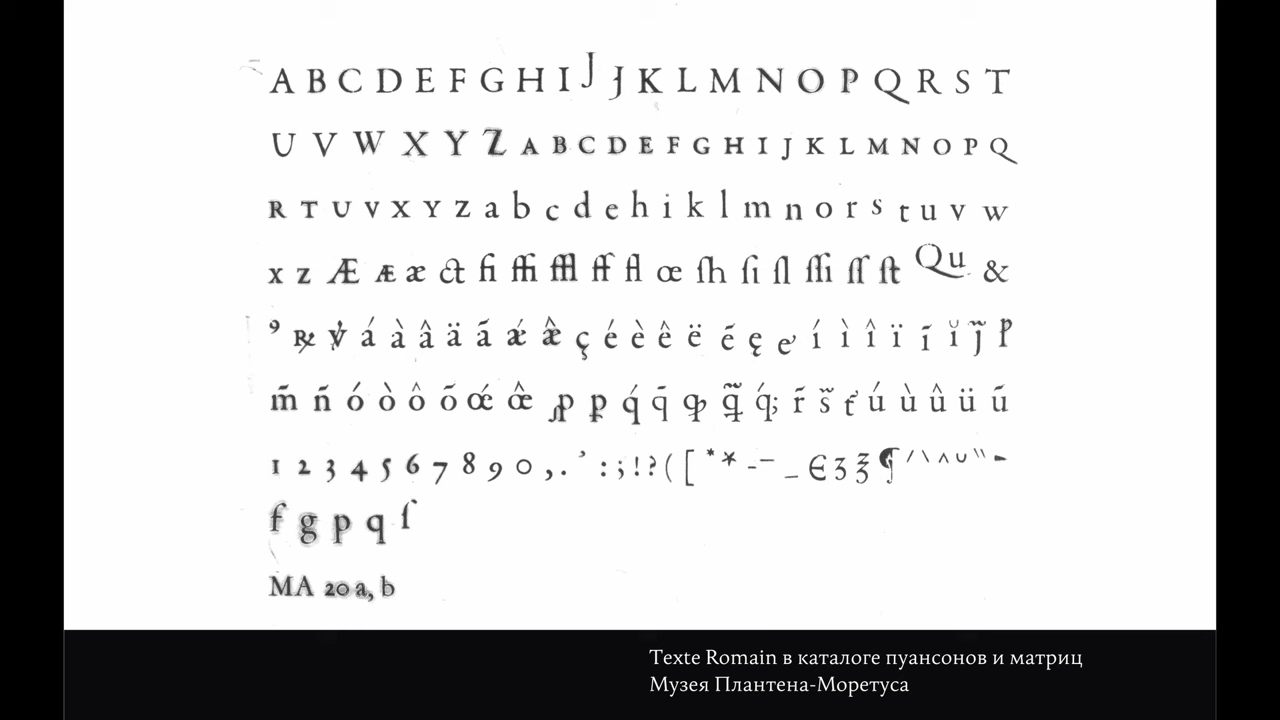 A B C D E F G H I J J K L M N O P Q R S T
U V W X Y Z A B C D E F G H I J K L M N O P Q
R T U V X Y Z a b c d e h i k l m n o r s t u v w
x z Æ Æ æ ct fi ffi ffl ff fl œ ſh ſi ſl ſſi ſſ ſt Qu &
á à â ä ã ǽ æ̂ ç é è ê ë ẽ ę í ì î ï ĩ
m̃ ñ ó ò ô õ œ́ œ̂ q́ q̄ r̃ ú ù û ü ũ
1 2 3 4 5 6 7 8 9 0 , . ’ : ; ! ? ( [ * * - – _ Є 3 ¶
f g p q ſ
MA 20 a, b
Texte Romain в каталоге пуансонов и матриц
Музея Плантена-Моретуса